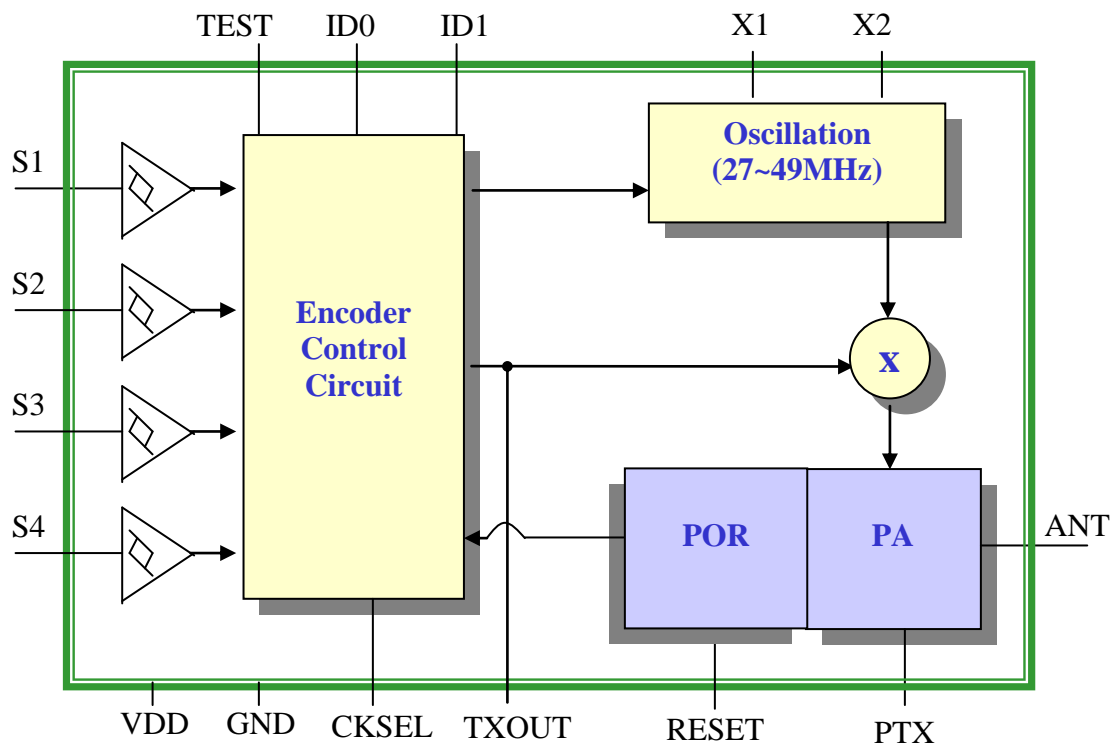 TEST
ID0
ID1
X1
X2
S1
S2
S3
S4
Oscillation
(27~49MHz)
Encoder
Control
Circuit
x
POR
PA
ANT
VDD
GND
CKSEL
TXOUT
RESET
PTX